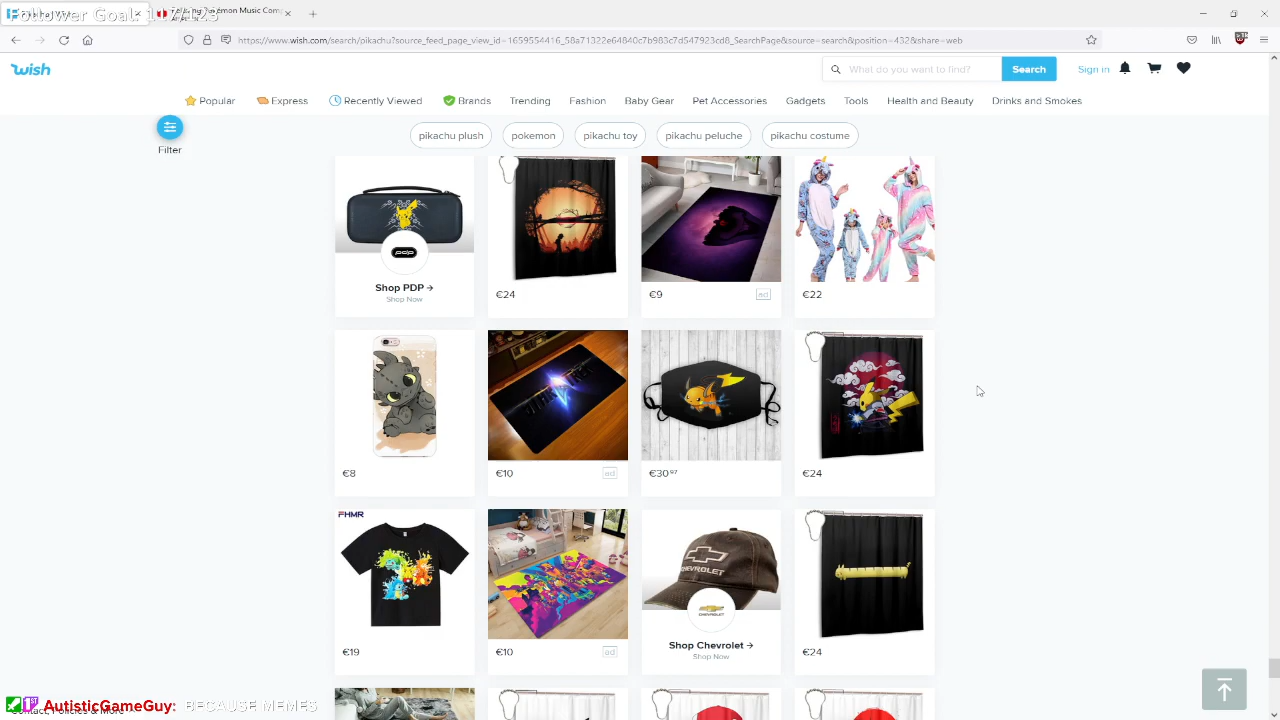 Follower Goal:
https://www.wish.com/search/pikachu?source_feed_page_view_id=1659554416_58a71322e64840c7b983c7d547923cd8_SearchPage&source=search&position=432&share=web
wish
What do you want to find?
Search
Sign in
Popular
Express
Recently Viewed
Brands
Trending
Fashion
Baby Gear
Pet Accessories
Gadgets
Tools
Health and Beauty
Drinks and Smokes
Filter
pikachu plush
pokemon
pikachu toy
pikachu peluche
pikachu costume
pdp
Shop PDP →
Shop Now
€24
€9
ad
€22
€8
€10
ad
€30.97
€24
FHMR
CHEVROLET
CHEVROLET
€19
€10
ad
Shop Chevrolet →
Shop Now
€24
AutisticGameGuy: BECAUSE MEMES